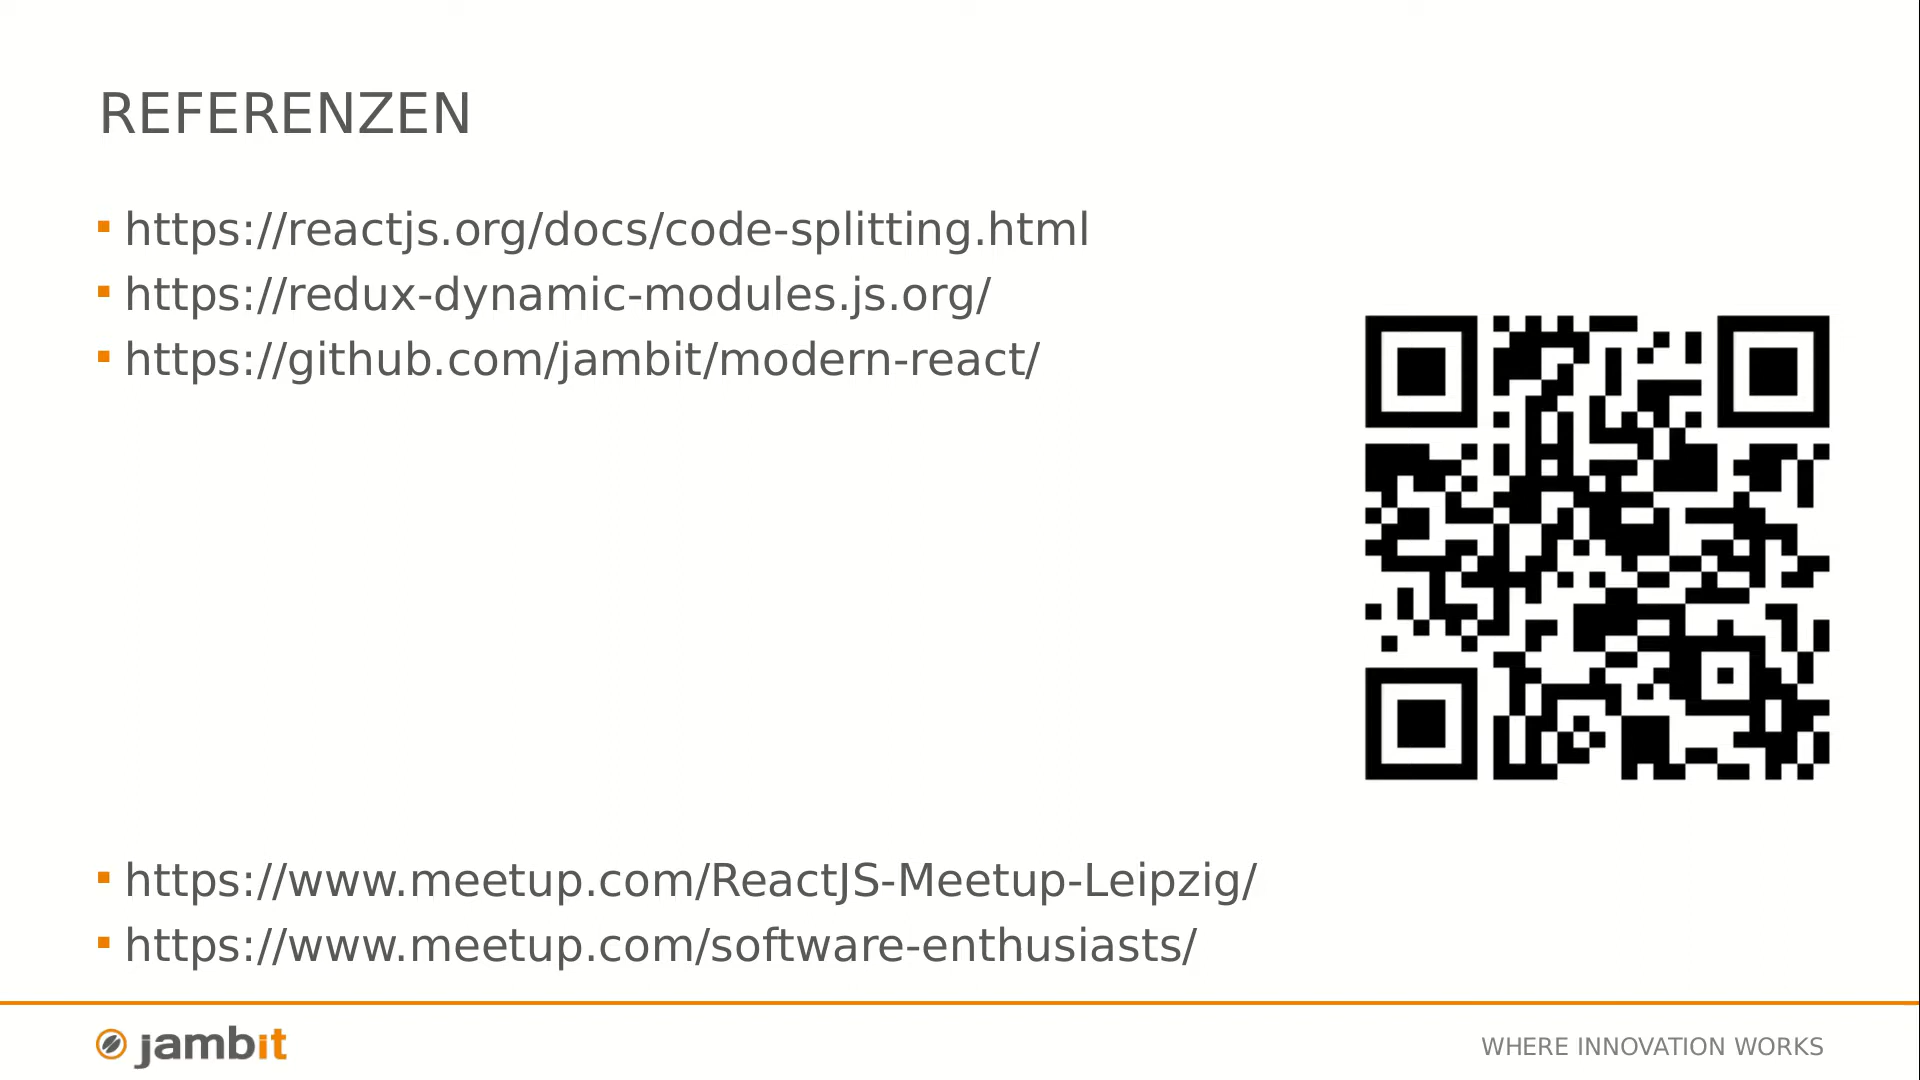 REFERENZEN
https://reactjs.org/docs/code-splitting.html
https://redux-dynamic-modules.js.org/
https://github.com/jambit/modern-react/
https://www.meetup.com/ReactJS-Meetup-Leipzig/
https://www.meetup.com/software-enthusiasts/
jambit
WHERE INNOVATION WORKS